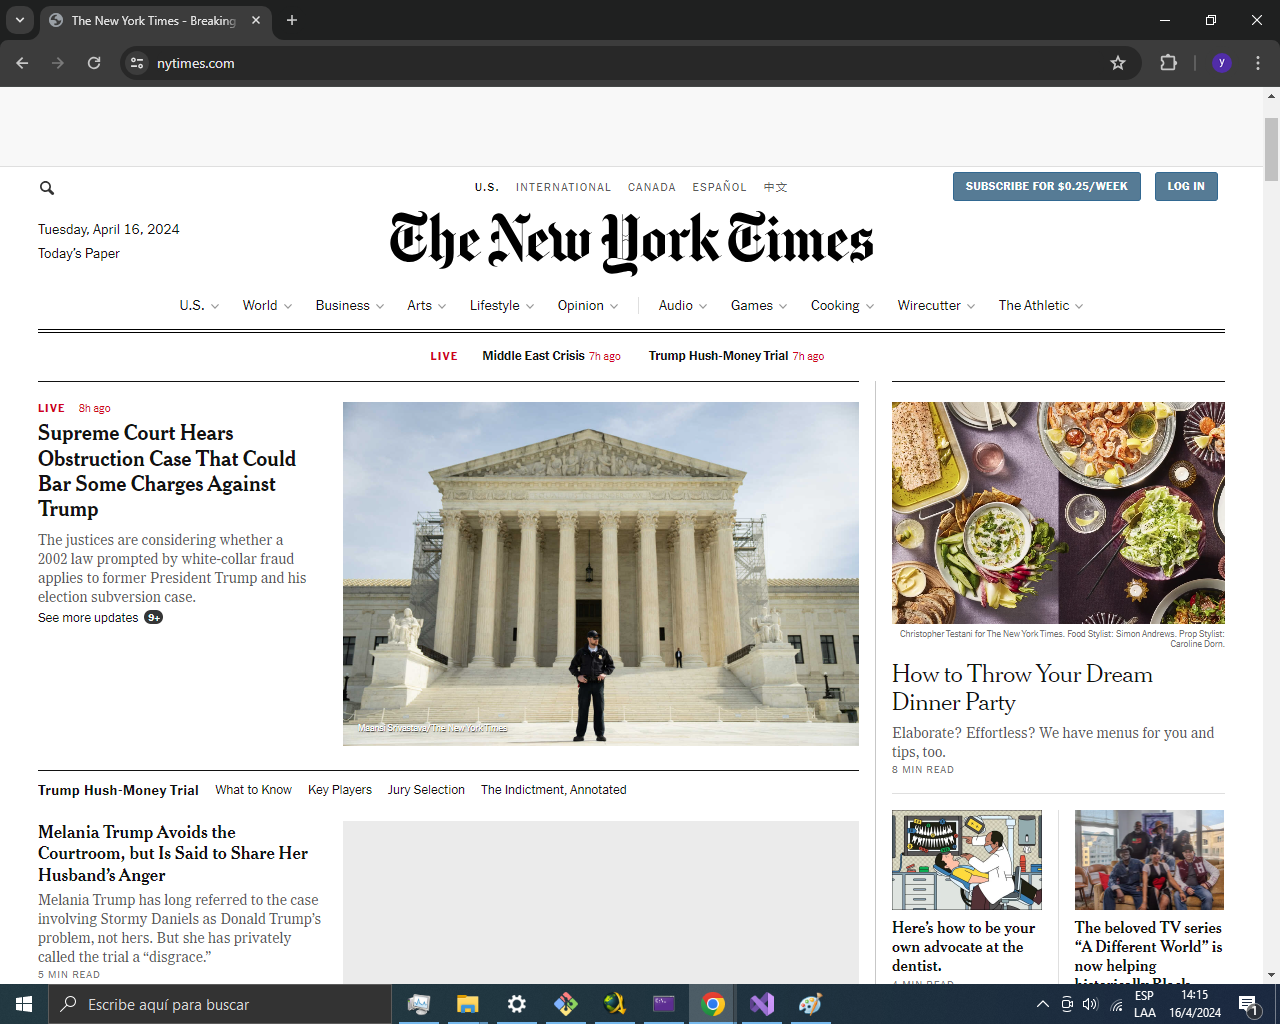 The New York Times - Breaking
nytimes.com
y
U.S. INTERNATIONAL CANADA ESPAÑOL 中文
SUBSCRIBE FOR $0.25/WEEK
LOG IN
Tuesday, April 16, 2024
Today's Paper
The New York Times
U.S. World Business Arts Lifestyle Opinion Audio Games Cooking Wirecutter The Athletic
LIVE Middle East Crisis 7h ago Trump Hush-Money Trial 7h ago
LIVE 8h ago
Supreme Court Hears
Obstruction Case That Could
Bar Some Charges Against
Trump
The justices are considering whether a
2002 law prompted by white-collar fraud
applies to former President Trump and his
election subversion case.
See more updates 9+
Maansi Srivastava/The New York Times
Christopher Testani for The New York Times. Food Stylist: Simon Andrews. Prop Stylist:
Caroline Dorn.
How to Throw Your Dream
Dinner Party
Elaborate? Effortless? We have menus for you and
tips, too.
8 MIN READ
Trump Hush-Money Trial What to Know Key Players Jury Selection The Indictment, Annotated
Melania Trump Avoids the
Courtroom, but Is Said to Share Her
Husband's Anger
Melania Trump has long referred to the case
involving Stormy Daniels as Donald Trump's
problem, not hers. But she has privately
called the trial a “disgrace.”
5 MIN READ
Here's how to be your
own advocate at the
dentist.
4 MIN READ
The beloved TV series
“A Different World” is
now helping
historically Black
Escribe aquí para buscar
ESP
LAA
14:15
16/4/2024
1